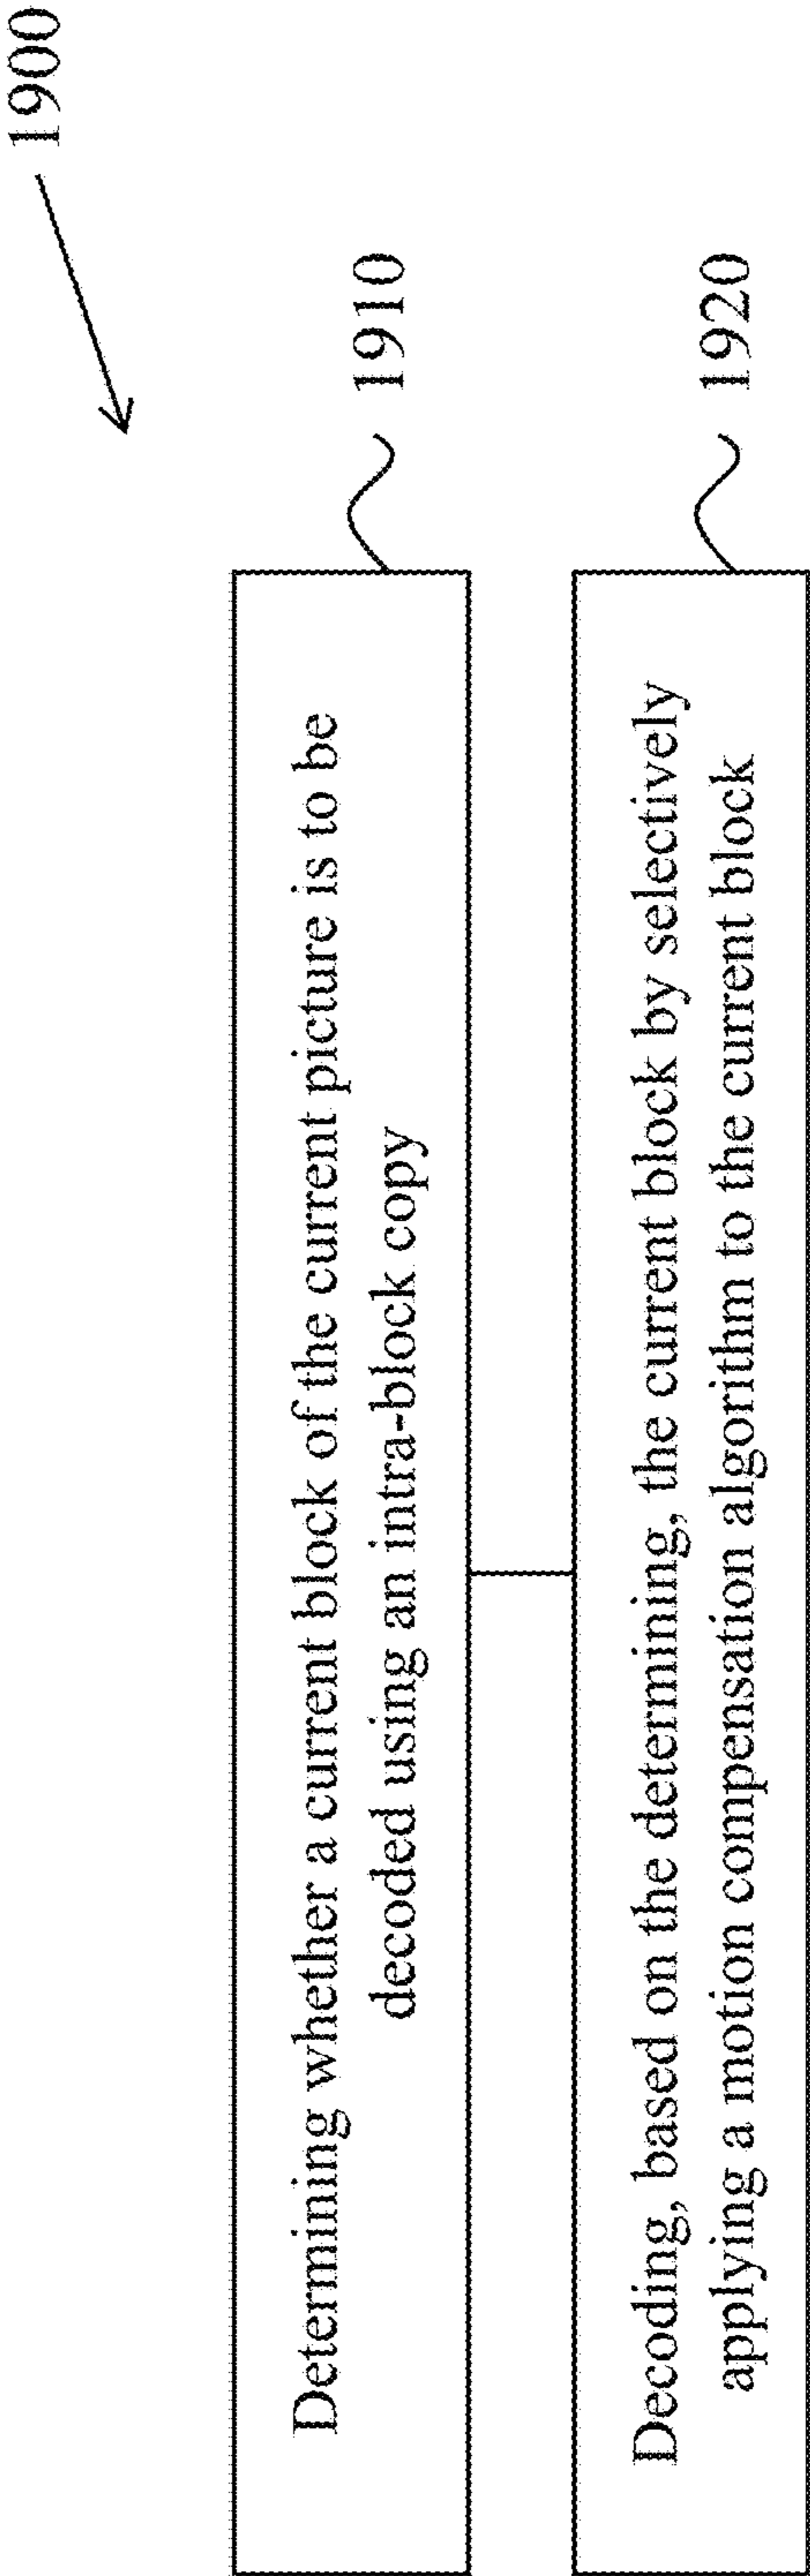 1900
Determining whether a current block of the current picture is to be
decoded using an intra-block copy
1910
Decoding, based on the determining, the current block by selectively
applying a motion compensation algorithm to the current block
1920